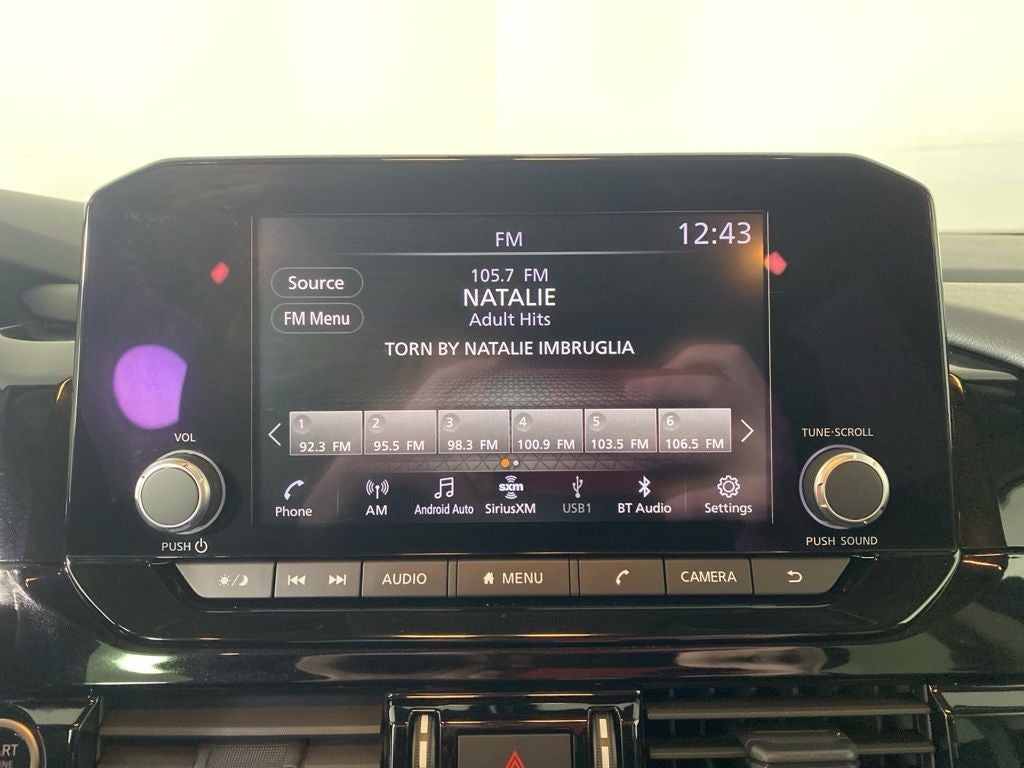 FM
12:43
Source
FM Menu
105.7 FM
NATALIE
Adult Hits
TORN BY NATALIE IMBRUGLIA
1 2 3 4 5 6
92.3 FM 95.5 FM 98.3 FM 100.9 FM 103.5 FM 106.5 FM
VOL
TUNE·SCROLL
sxm
Phone AM Android Auto SiriusXM USB1 BT Audio Settings
PUSH
PUSH SOUND
AUDIO MENU CAMERA